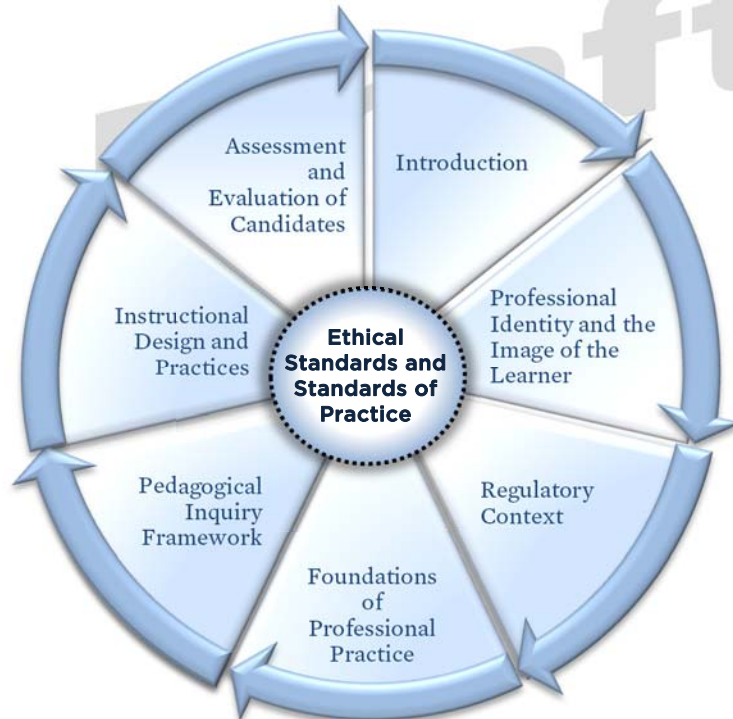 Introduction
Professional
Identity and the
Image of the
Learner
Regulatory
Context
Foundations
of
Professional
Practice
Pedagogical
Inquiry
Framework
Instructional
Design and
Practices
Assessment
and
Evaluation of
Candidates
Ethical
Standards and
Standards of
Practice